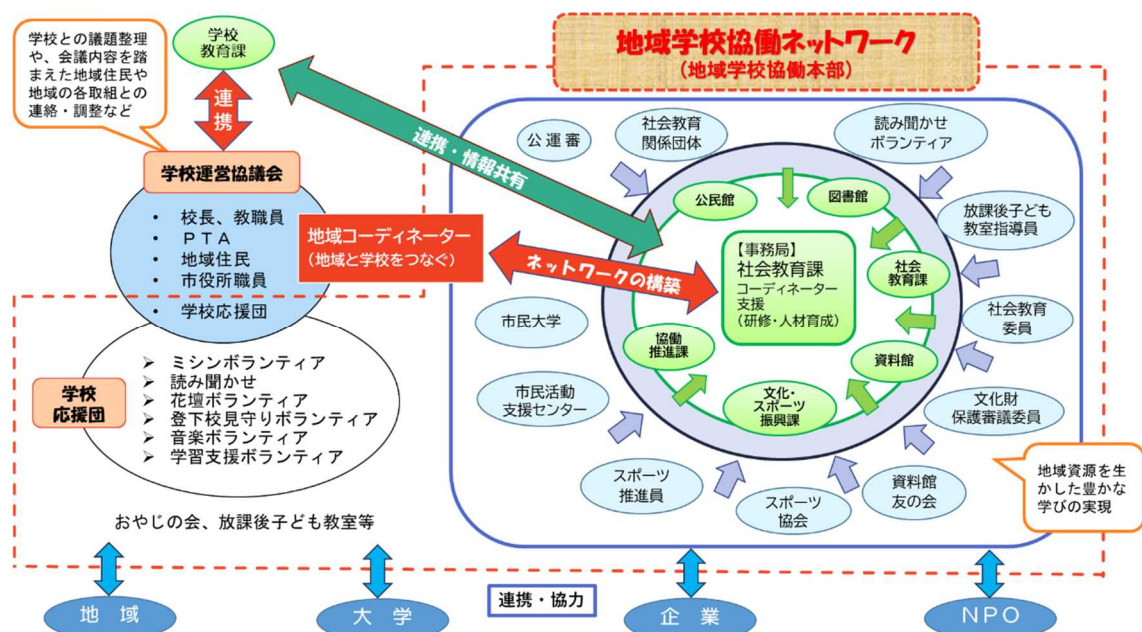 学校との議題整理
や、会議内容を踏
まえた地域住民や
地域の各取組との
連絡・調整など
学校
教育課
連携
学校運営協議会
・ 校長、教職員
・ ＰＴＡ
・ 地域住民
・ 市役所職員
・ 学校応援団
地域コーディネーター
（地域と学校をつなぐ）
学校
応援団
➢ ミシンボランティア
➢ 読み聞かせ
➢ 花壇ボランティア
➢ 登下校見守りボランティア
➢ 音楽ボランティア
➢ 学習支援ボランティア
おやじの会、放課後子ども教室等
連携・情報共有
ネットワークの構築
地域学校協働ネットワーク
（地域学校協働本部）
公運審
社会教育
関係団体
読み聞かせ
ボランティア
放課後子ども
教室指導員
社会教育
委員
文化財
保護審議委員
資料館
友の会
スポーツ
協会
スポーツ
推進員
市民活動
支援センター
市民大学
公民館
図書館
社会
教育課
資料館
文化・
スポーツ
振興課
協働
推進課
【事務局】
社会教育課
コーディネーター
支援
（研修・人材育成）
地域資源を生
かした豊かな
学びの実現
連携・協力
地　域
大　学
企　業
ＮＰＯ